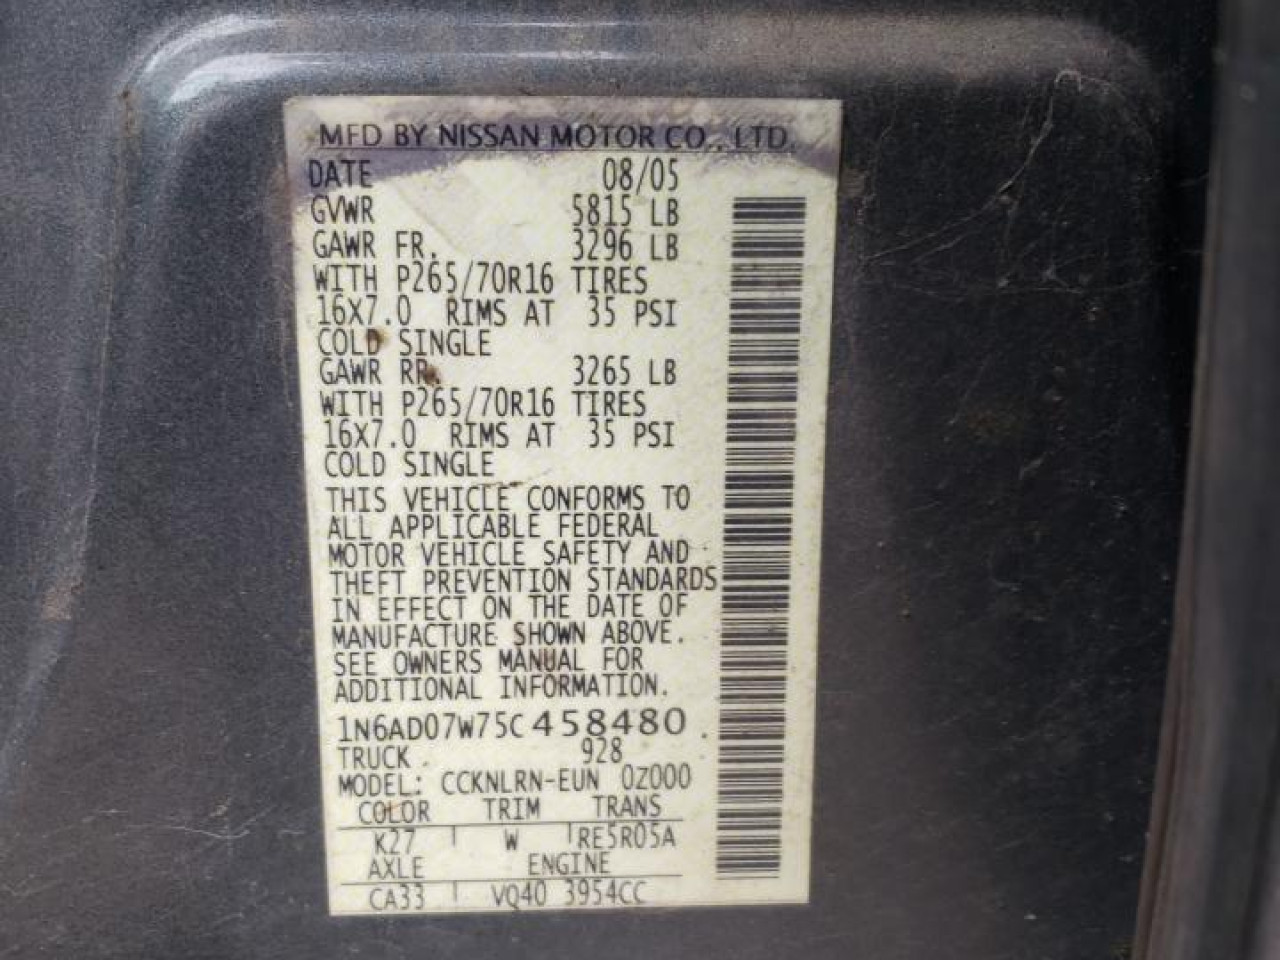 MFD BY NISSAN MOTOR CO., LTD.
DATE 08/05
GVWR 5815 LB
GAWR FR. 3296 LB
WITH P265/70R16 TIRES
16X7.0 RIMS AT 35 PSI
COLD SINGLE
GAWR RR. 3265 LB
WITH P265/70R16 TIRES
16X7.0 RIMS AT 35 PSI
COLD SINGLE
THIS VEHICLE CONFORMS TO
ALL APPLICABLE FEDERAL
MOTOR VEHICLE SAFETY AND
THEFT PREVENTION STANDARDS
IN EFFECT ON THE DATE OF
MANUFACTURE SHOWN ABOVE.
SEE OWNERS MANUAL FOR
ADDITIONAL INFORMATION.
1N6AD07W75C458480
TRUCK 928
MODEL: CCKNLRN-EUN 0Z000
COLOR TRIM TRANS
K27 W RE5R05A
AXLE ENGINE
CA33 VQ40 3954CC